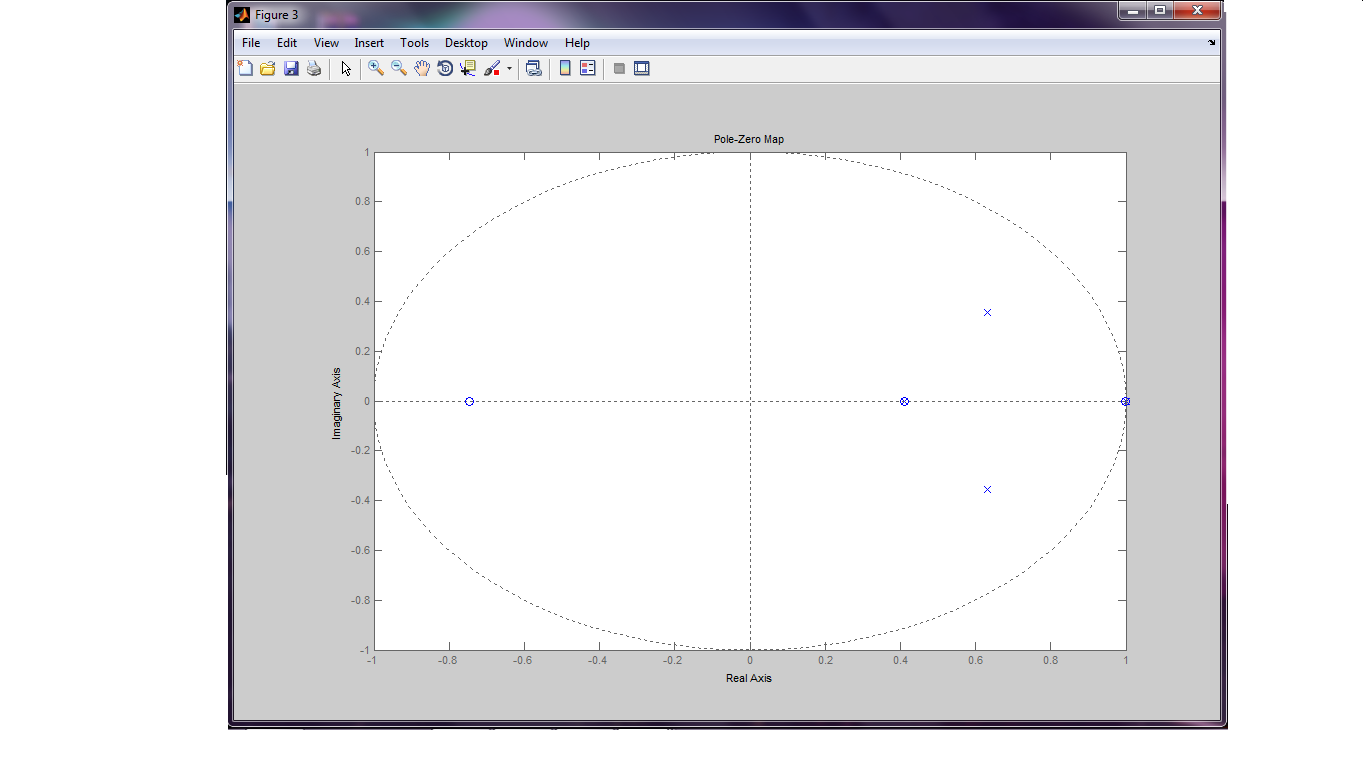 Figure 3
File Edit View Insert Tools Desktop Window Help
Pole-Zero Map
1
0.8
0.6
0.4
0.2
0
-0.2
-0.4
-0.6
-0.8
-1
Imaginary Axis
-1 -0.8 -0.6 -0.4 -0.2 0 0.2 0.4 0.6 0.8 1
Real Axis